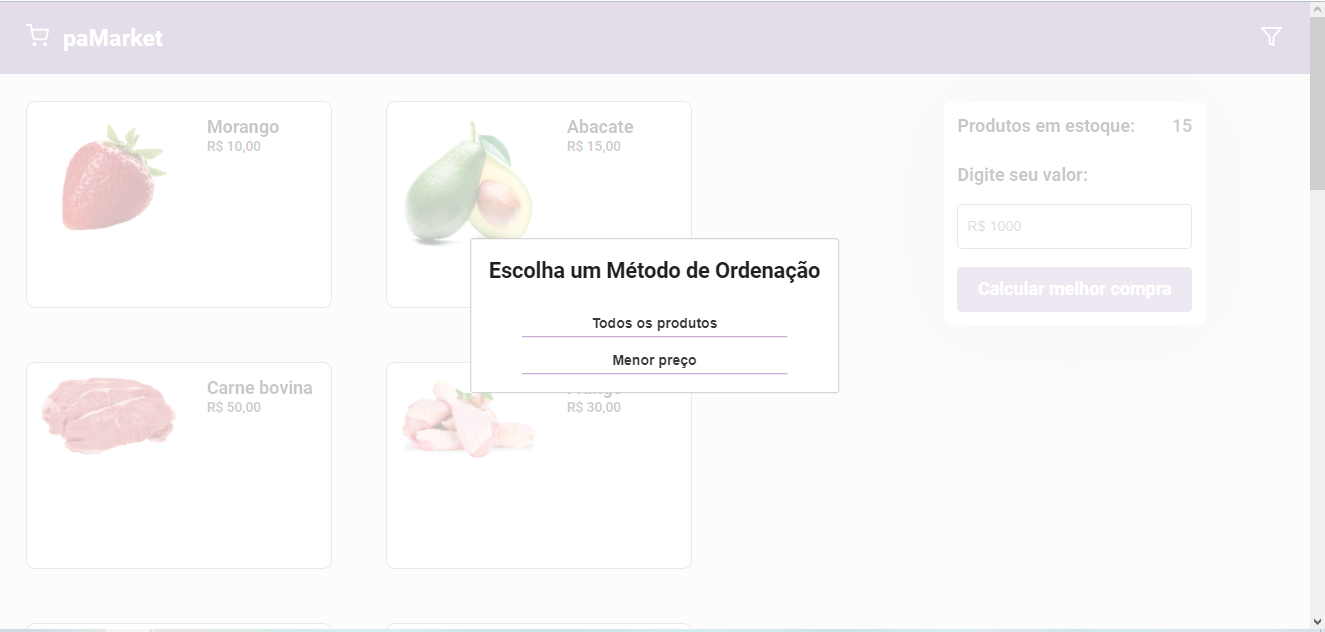 paMarket
Morango
R$ 10,00
Abacate
R$ 15,00
Produtos em estoque: 15
Digite seu valor:
R$ 1000
Calcular melhor compra
Escolha um Método de Ordenação
Todos os produtos
Menor preço
Carne bovina
R$ 50,00
R$ 30,00